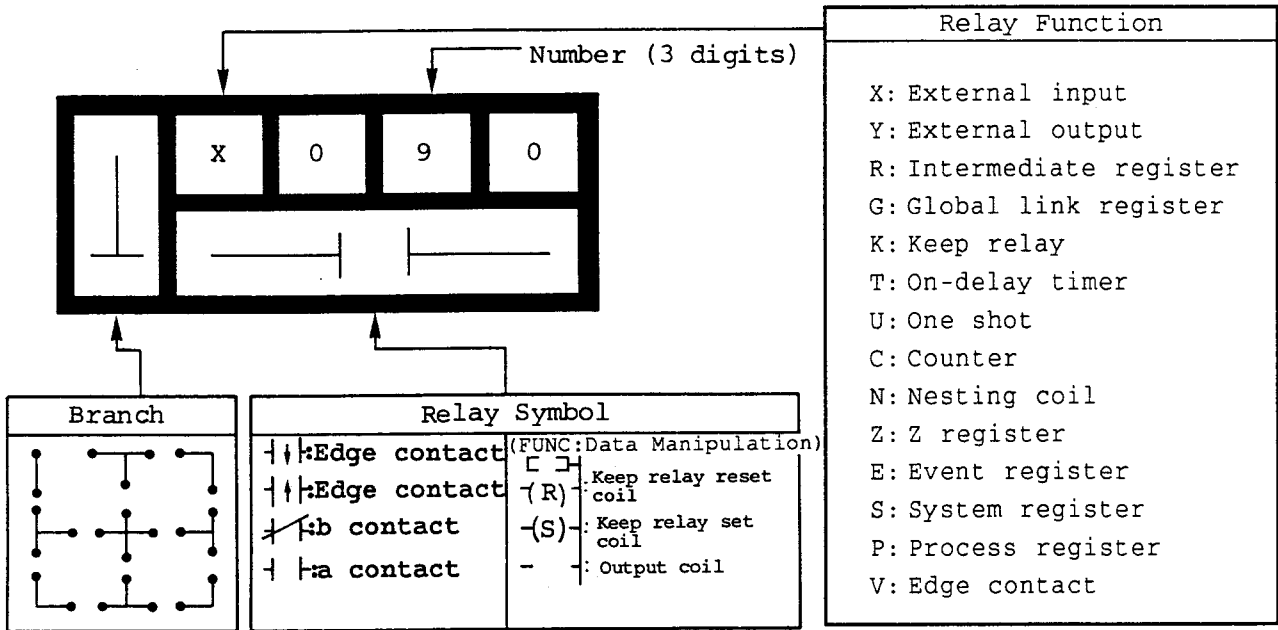 Relay Function
Number (3 digits)
X: External input
Y: External output
R: Intermediate register
G: Global link register
K: Keep relay
T: On-delay timer
U: One shot
C: Counter
N: Nesting coil
Z: Z register
E: Event register
S: System register
P: Process register
V: Edge contact
X 0 9 0
Branch
Relay Symbol
:Edge contact
:Edge contact
:b contact
:a contact
(FUNC:Data Manipulation)
(R) :Keep relay reset
coil
(S) : Keep relay set
coil
: Output coil